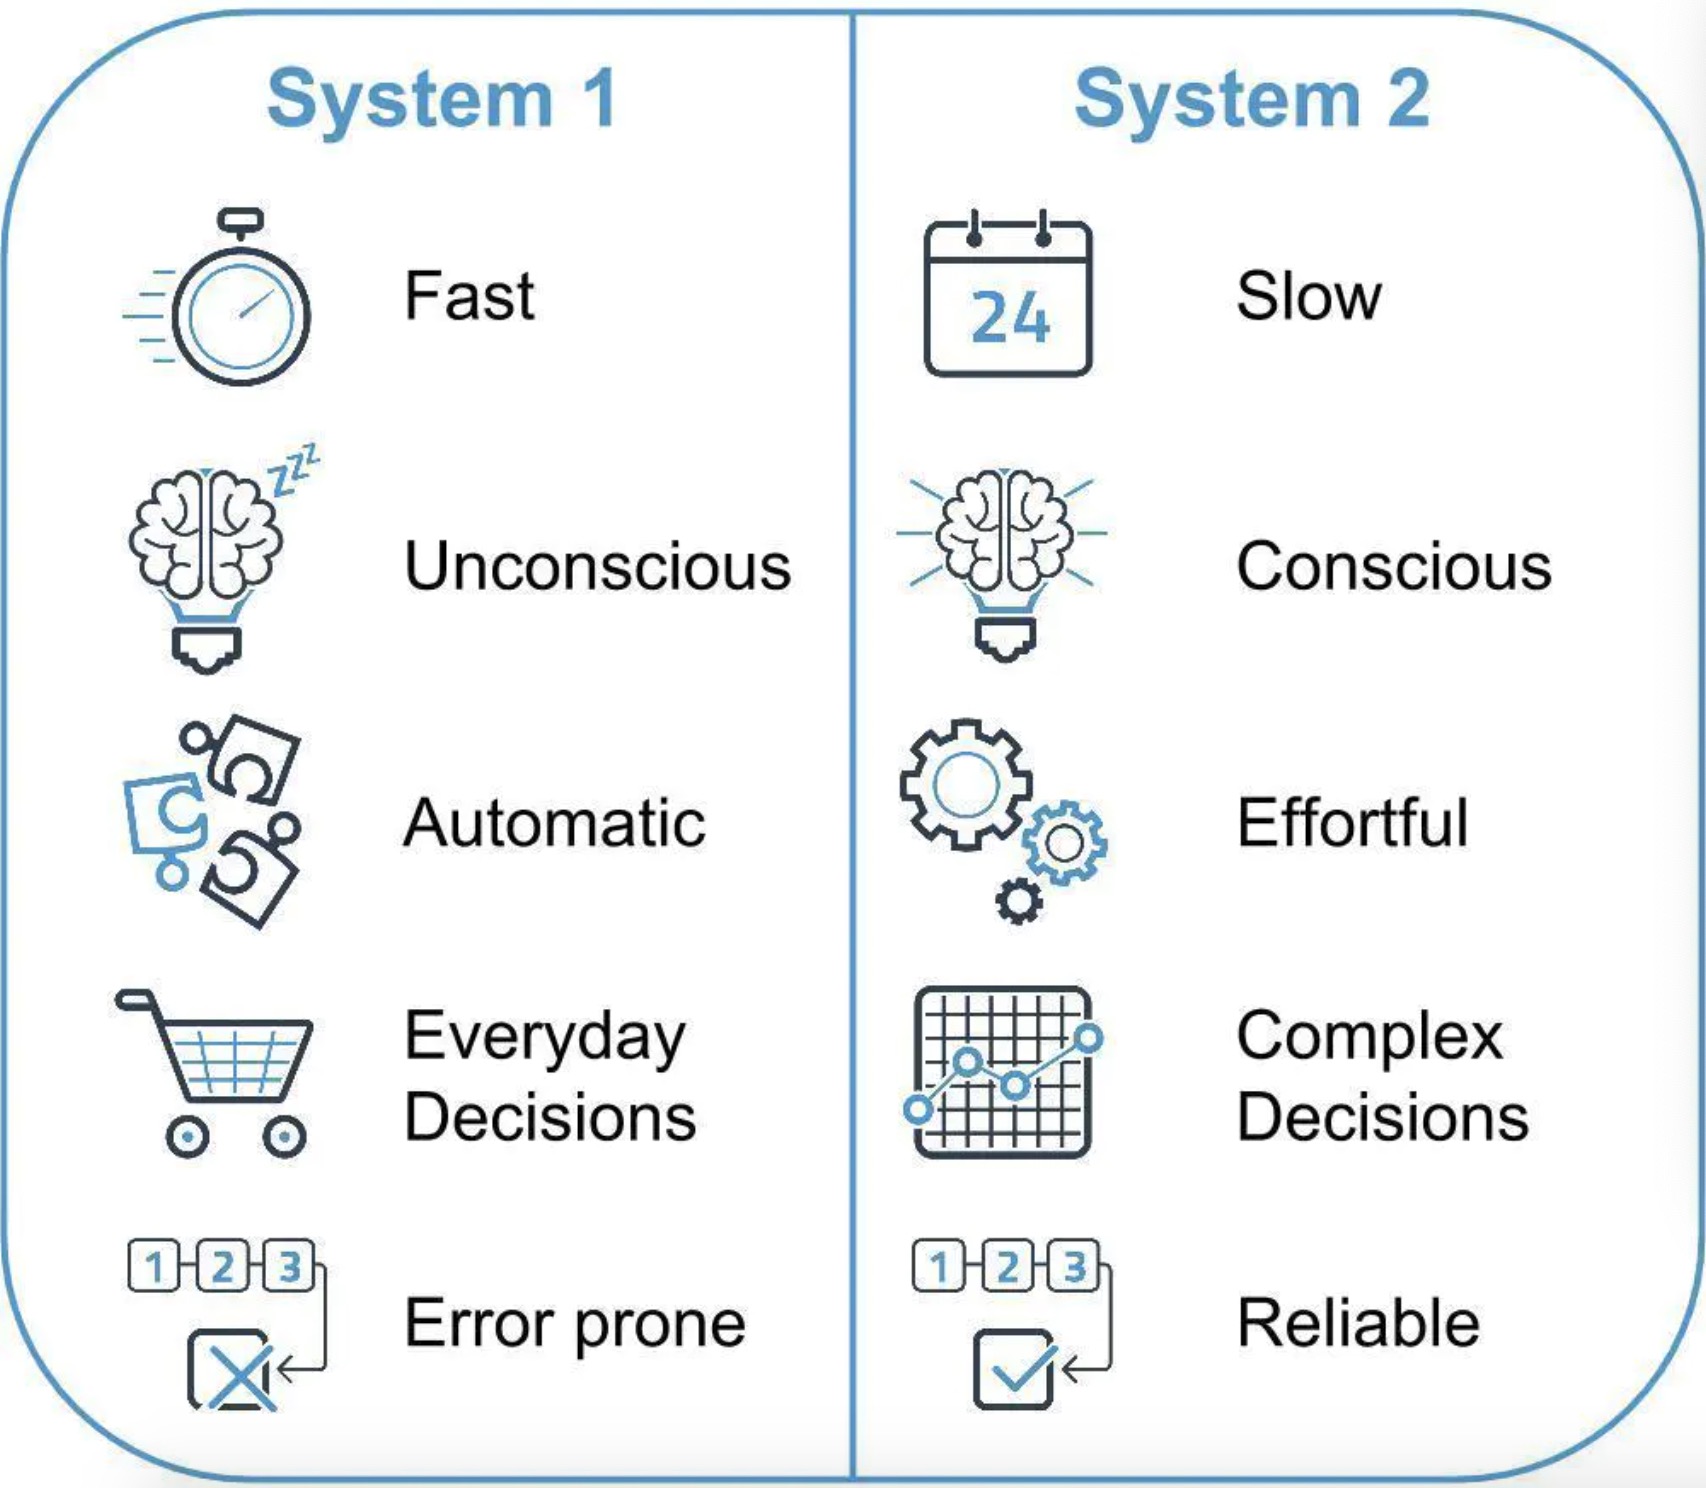 System 1
Fast
zzz
Unconscious
Automatic
Everyday
Decisions
1 2 3
Error prone
System 2
24
Slow
Conscious
Effortful
Complex
Decisions
1 2 3
Reliable